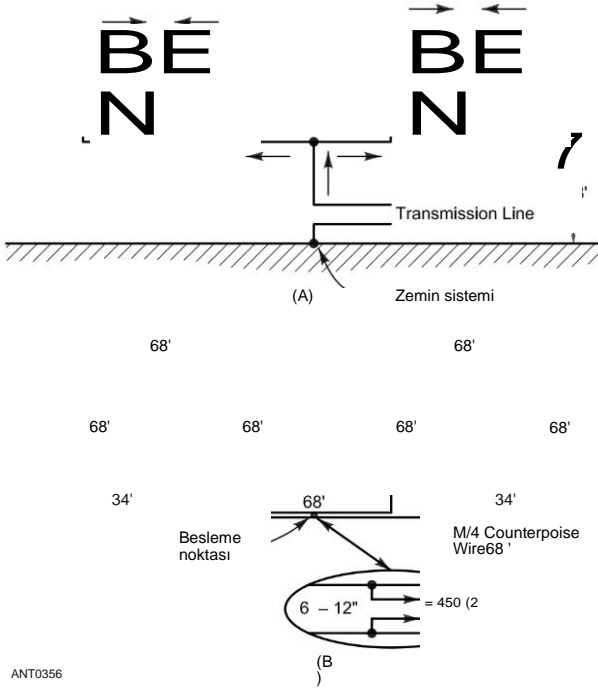 BE BE
N N
7
'
Transmission Line
(A) Zemin sistemi
68' 68'
68' 68' 68' 68'
34' 68' 34'
Besleme
noktası
M/4 Counterpoise
Wire68 '
6 – 12"
= 450 (2
(B
)
ANT0356